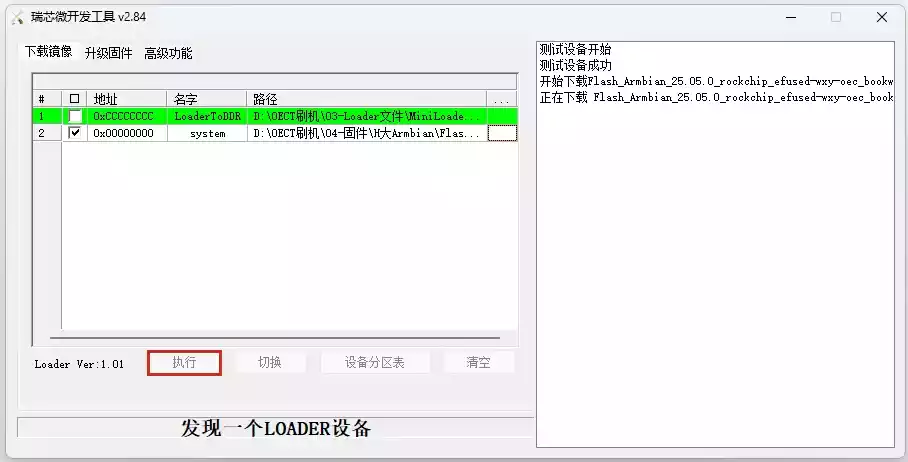 瑞芯微开发工具 v2.84
下载镜像 升级固件 高级功能
# 地址 名字 路径 ...
1 0xCCCCCCCC LoaderToDDR D:\OECT刷机\03-Loader文件\MiniLoade...
2 0x00000000 system D:\OECT刷机\04-固件\H大Armbian\Flas...
Loader Ver:1.01 执行 切换 设备分区表 清空
发现一个LOADER设备
测试设备开始
测试设备成功
开始下载Flash_Armbian_25.05.0_rockchip_efused-wxy-oec_bookw
正在下载 Flash_Armbian_25.05.0_rockchip_efused-wxy-oec_book